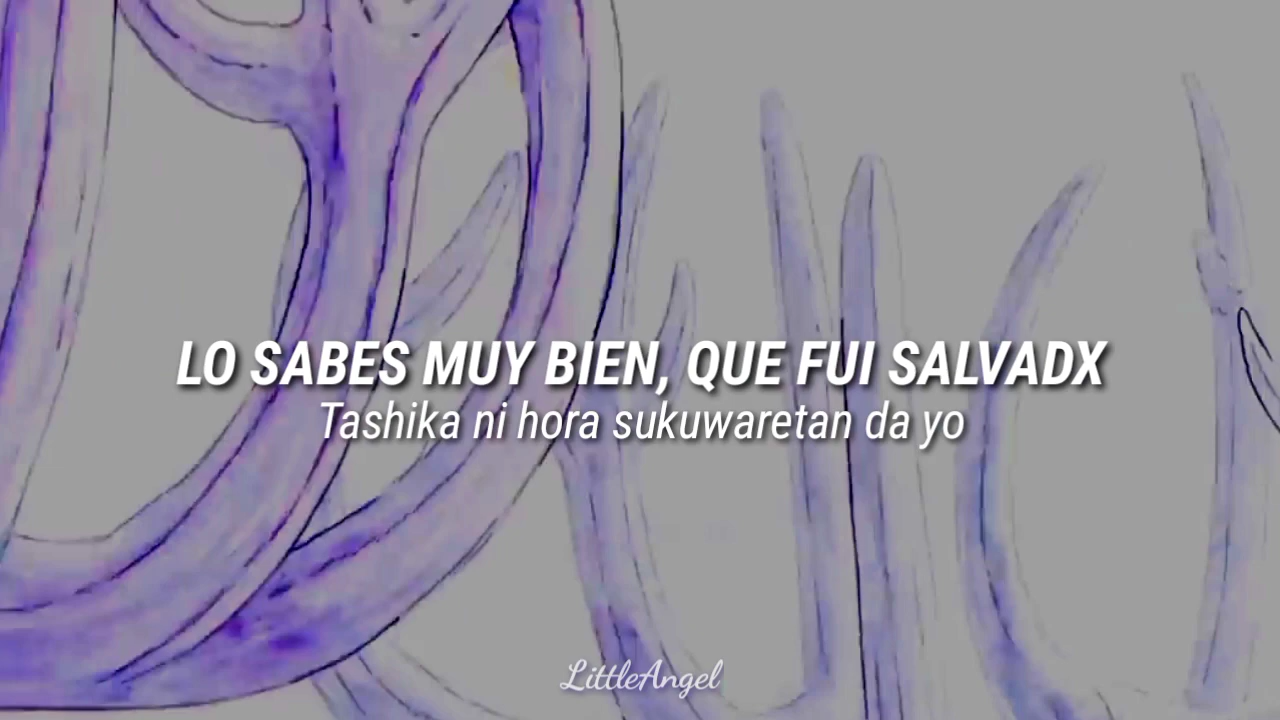 LO SABES MUY BIEN, QUE FUI SALVADX
Tashika ni hora sukuwaretan da yo
LittleAngel